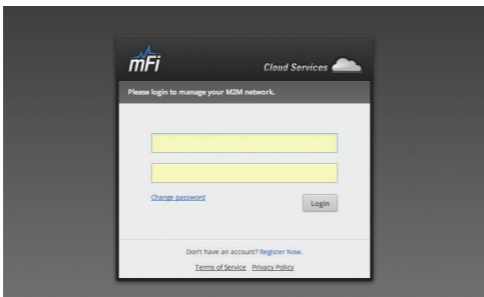 mFi
Cloud Services
Please login to manage your M2M network.
Change password
Login
Don't have an account? Register Now.
Terms of Service Privacy Policy